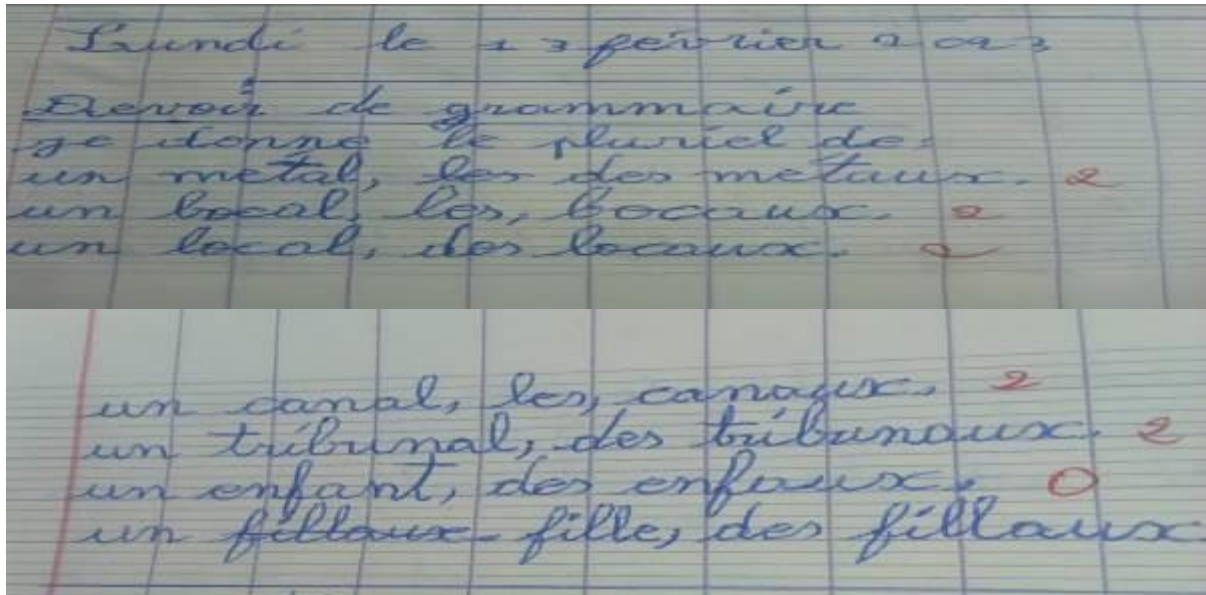 Lundi le 13 février 2023
Devoir de grammaire
je donne le pluriel de:
un métal, les des métaux. 2
un bocal, les, bocaux. 2
un local, des locaux. 2
un canal, les, canaux. 2
un tribunal, des tribunaux. 2
un enfant, des enfaux. 0
un fillaux fille, des fillaux